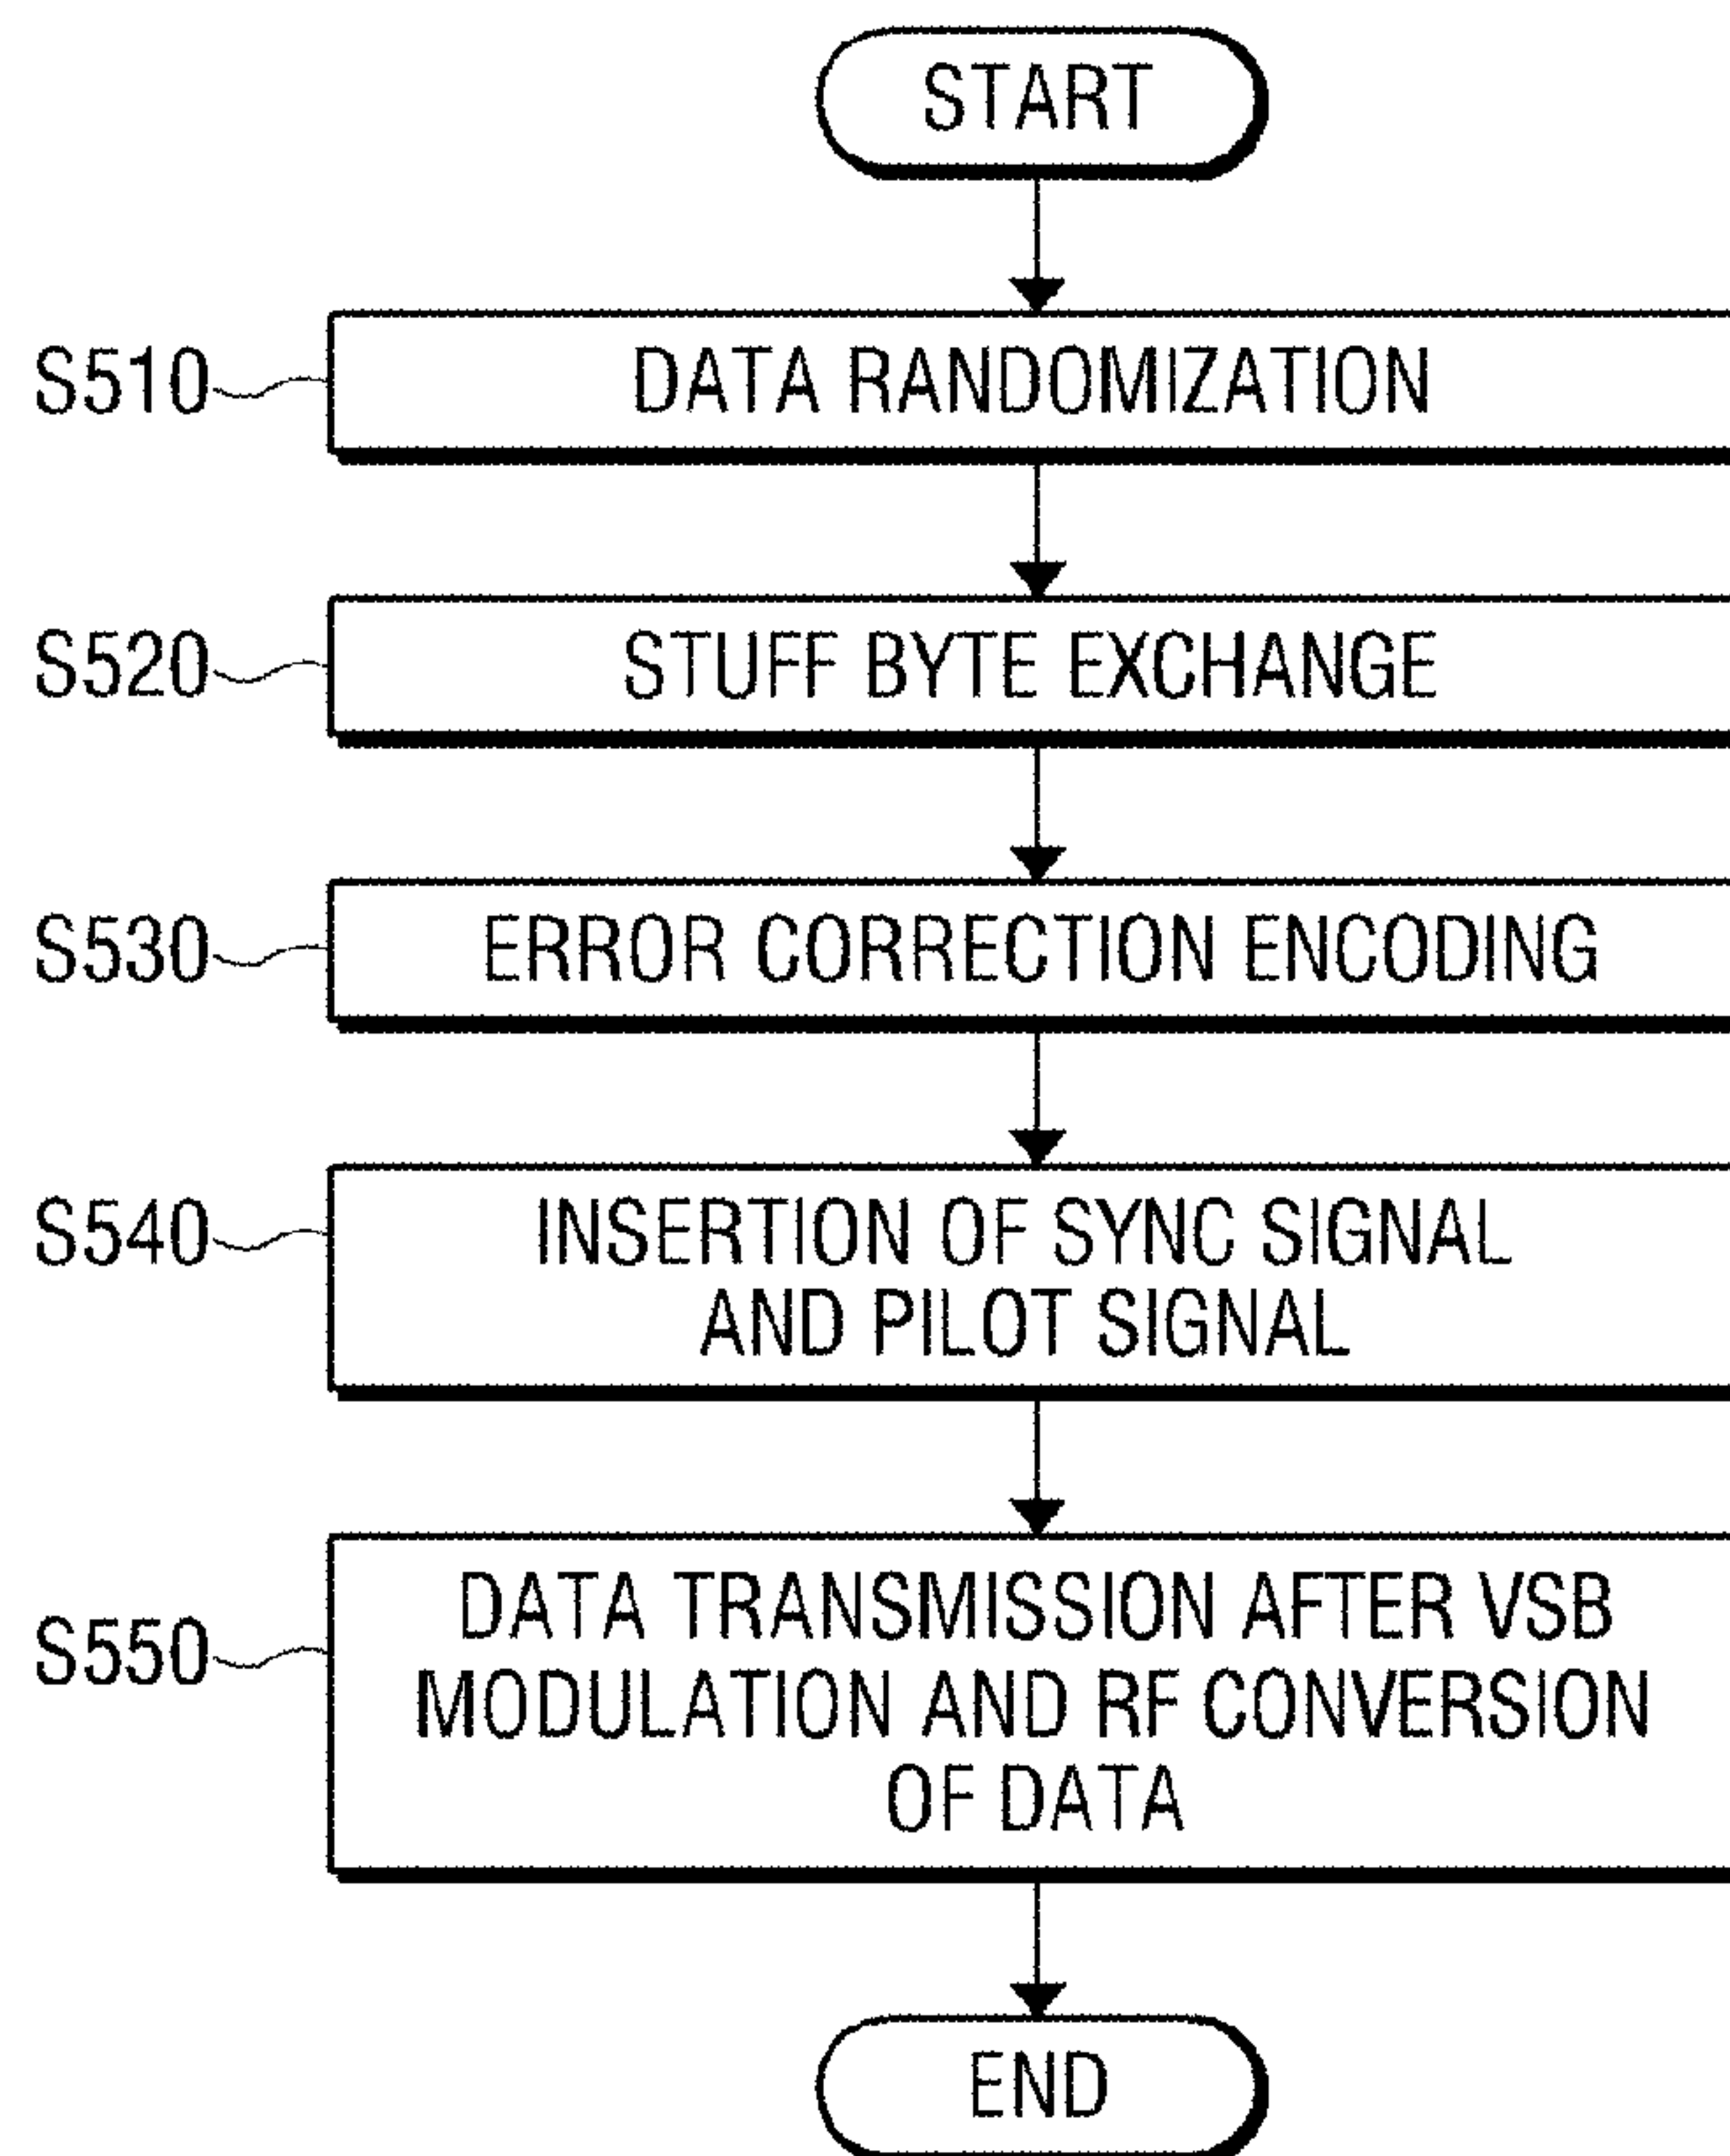 START
S510
DATA RANDOMIZATION
S520
STUFF BYTE EXCHANGE
S530
ERROR CORRECTION ENCODING
S540
INSERTION OF SYNC SIGNAL
AND PILOT SIGNAL
S550
DATA TRANSMISSION AFTER VSB
MODULATION AND RF CONVERSION
OF DATA
END